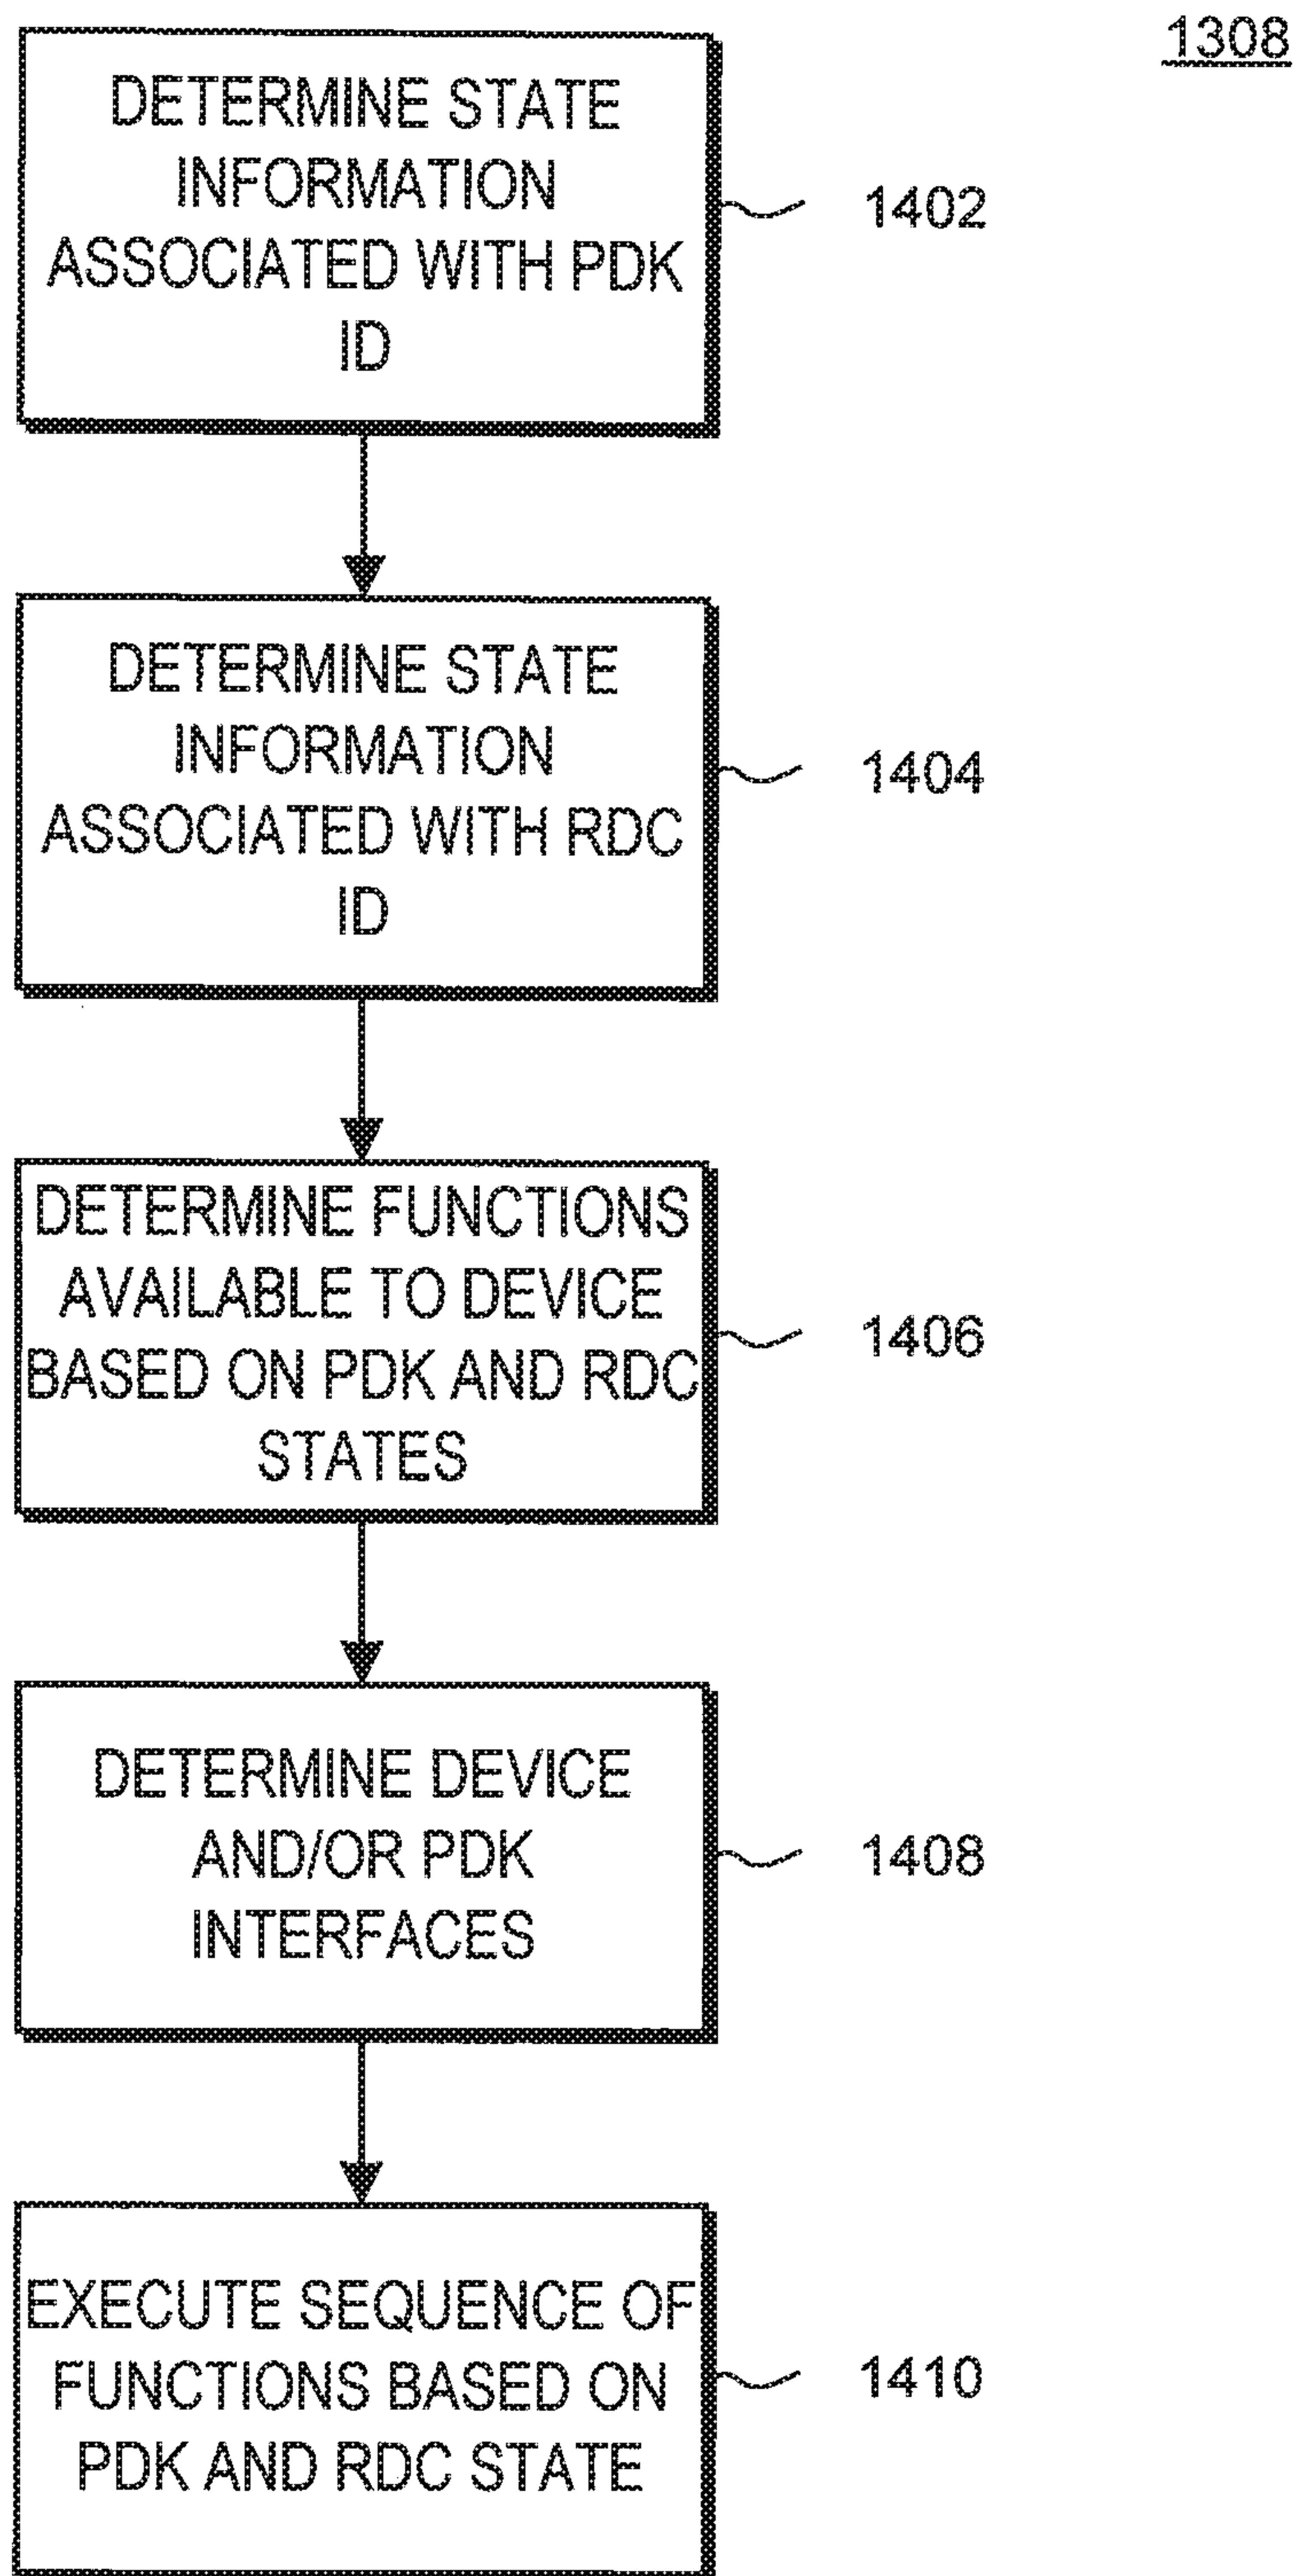 1308
DETERMINE STATE
INFORMATION
ASSOCIATED WITH PDK
ID
1402
DETERMINE STATE
INFORMATION
ASSOCIATED WITH RDC
ID
1404
DETERMINE FUNCTIONS
AVAILABLE TO DEVICE
BASED ON PDK AND RDC
STATES
1406
DETERMINE DEVICE
AND/OR PDK
INTERFACES
1408
EXECUTE SEQUENCE OF
FUNCTIONS BASED ON
PDK AND RDC STATE
1410